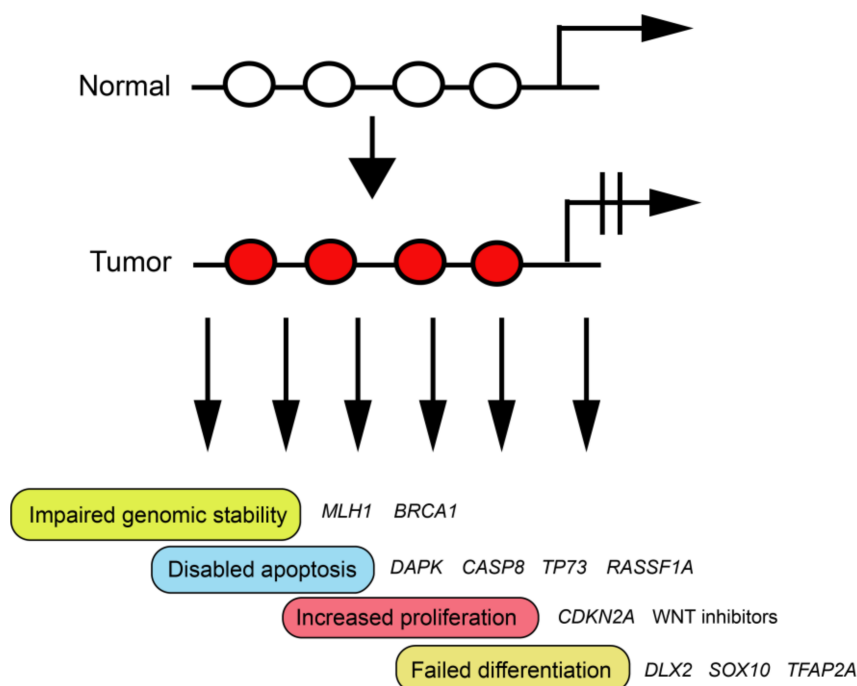 Normal
Tumor
Impaired genomic stability MLH1 BRCA1
Disabled apoptosis DAPK CASP8 TP73 RASSF1A
Increased proliferation CDKN2A WNT inhibitors
Failed differentiation DLX2 SOX10 TFAP2A